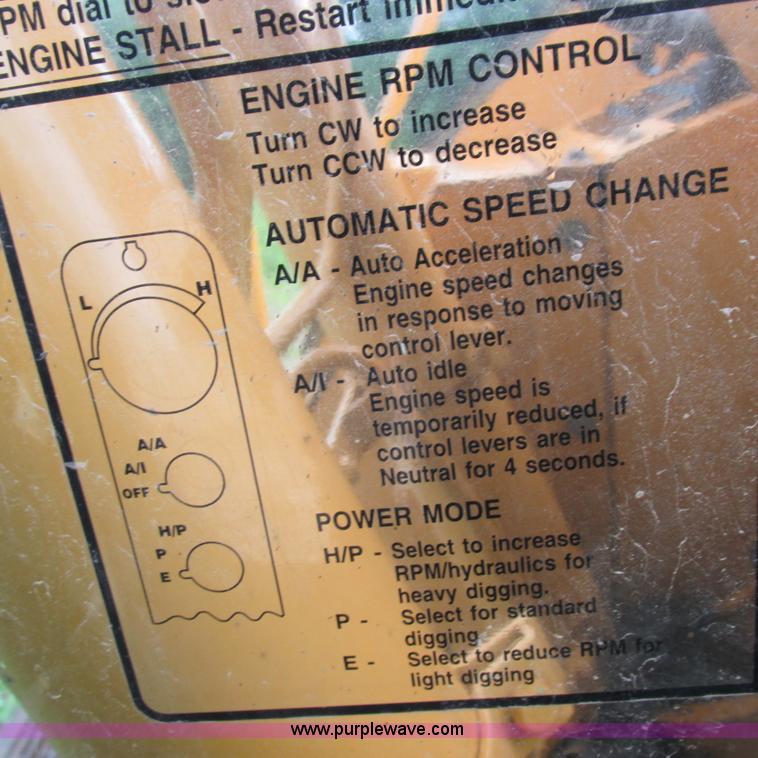 RPM dial to
ENGINE STALL - Restart
ENGINE RPM CONTROL
Turn CW to increase
Turn CCW to decrease
AUTOMATIC SPEED CHANGE
A/A - Auto Acceleration
Engine speed changes
in response to moving
control lever.
A/I - Auto idle
Engine speed is
temporarily reduced, if
control levers are in
Neutral for 4 seconds.
POWER MODE
H/P - Select to increase
RPM/hydraulics for
heavy digging.
P - Select for standard
digging
E - Select to reduce RPM for
light digging
L H
A/A
A/I
OFF
H/P
P
E
www.purplewave.com